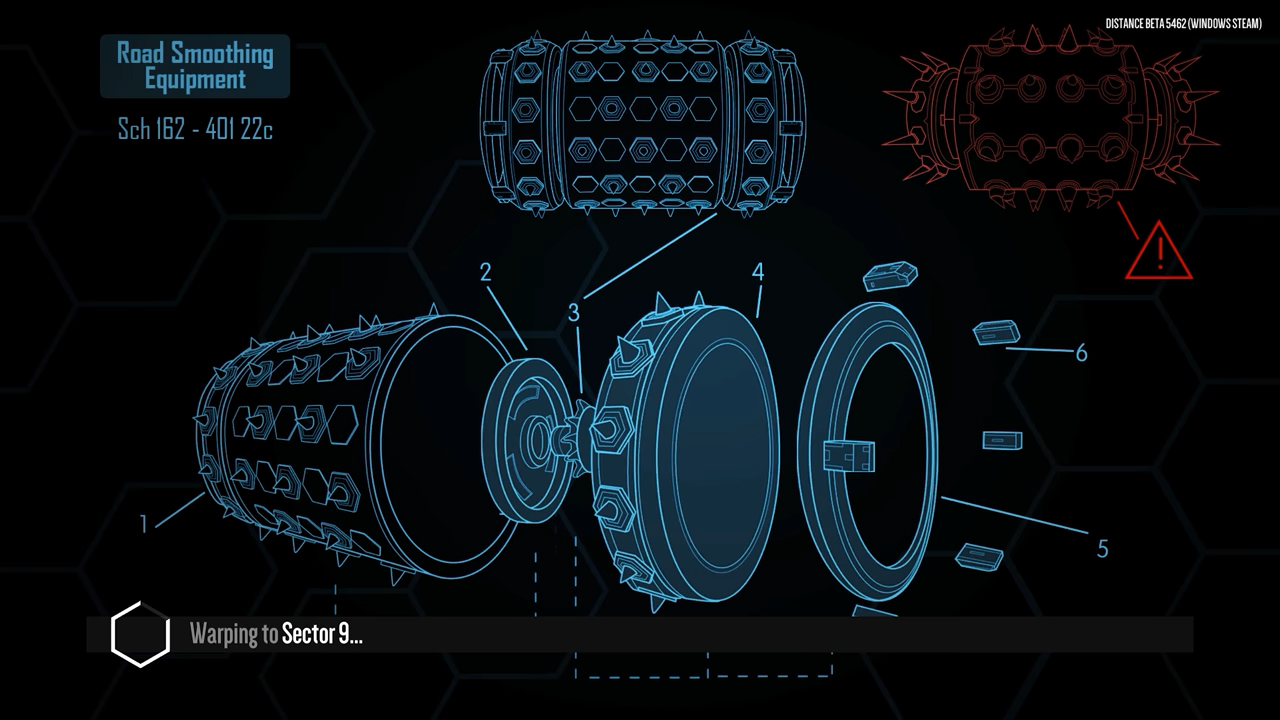 DISTANCE BETA 5462 (WINDOWS STEAM)
Road Smoothing
Equipment
Sch 162 - 401 22c
2
4
3
6
1
5
Warping to Sector 9...